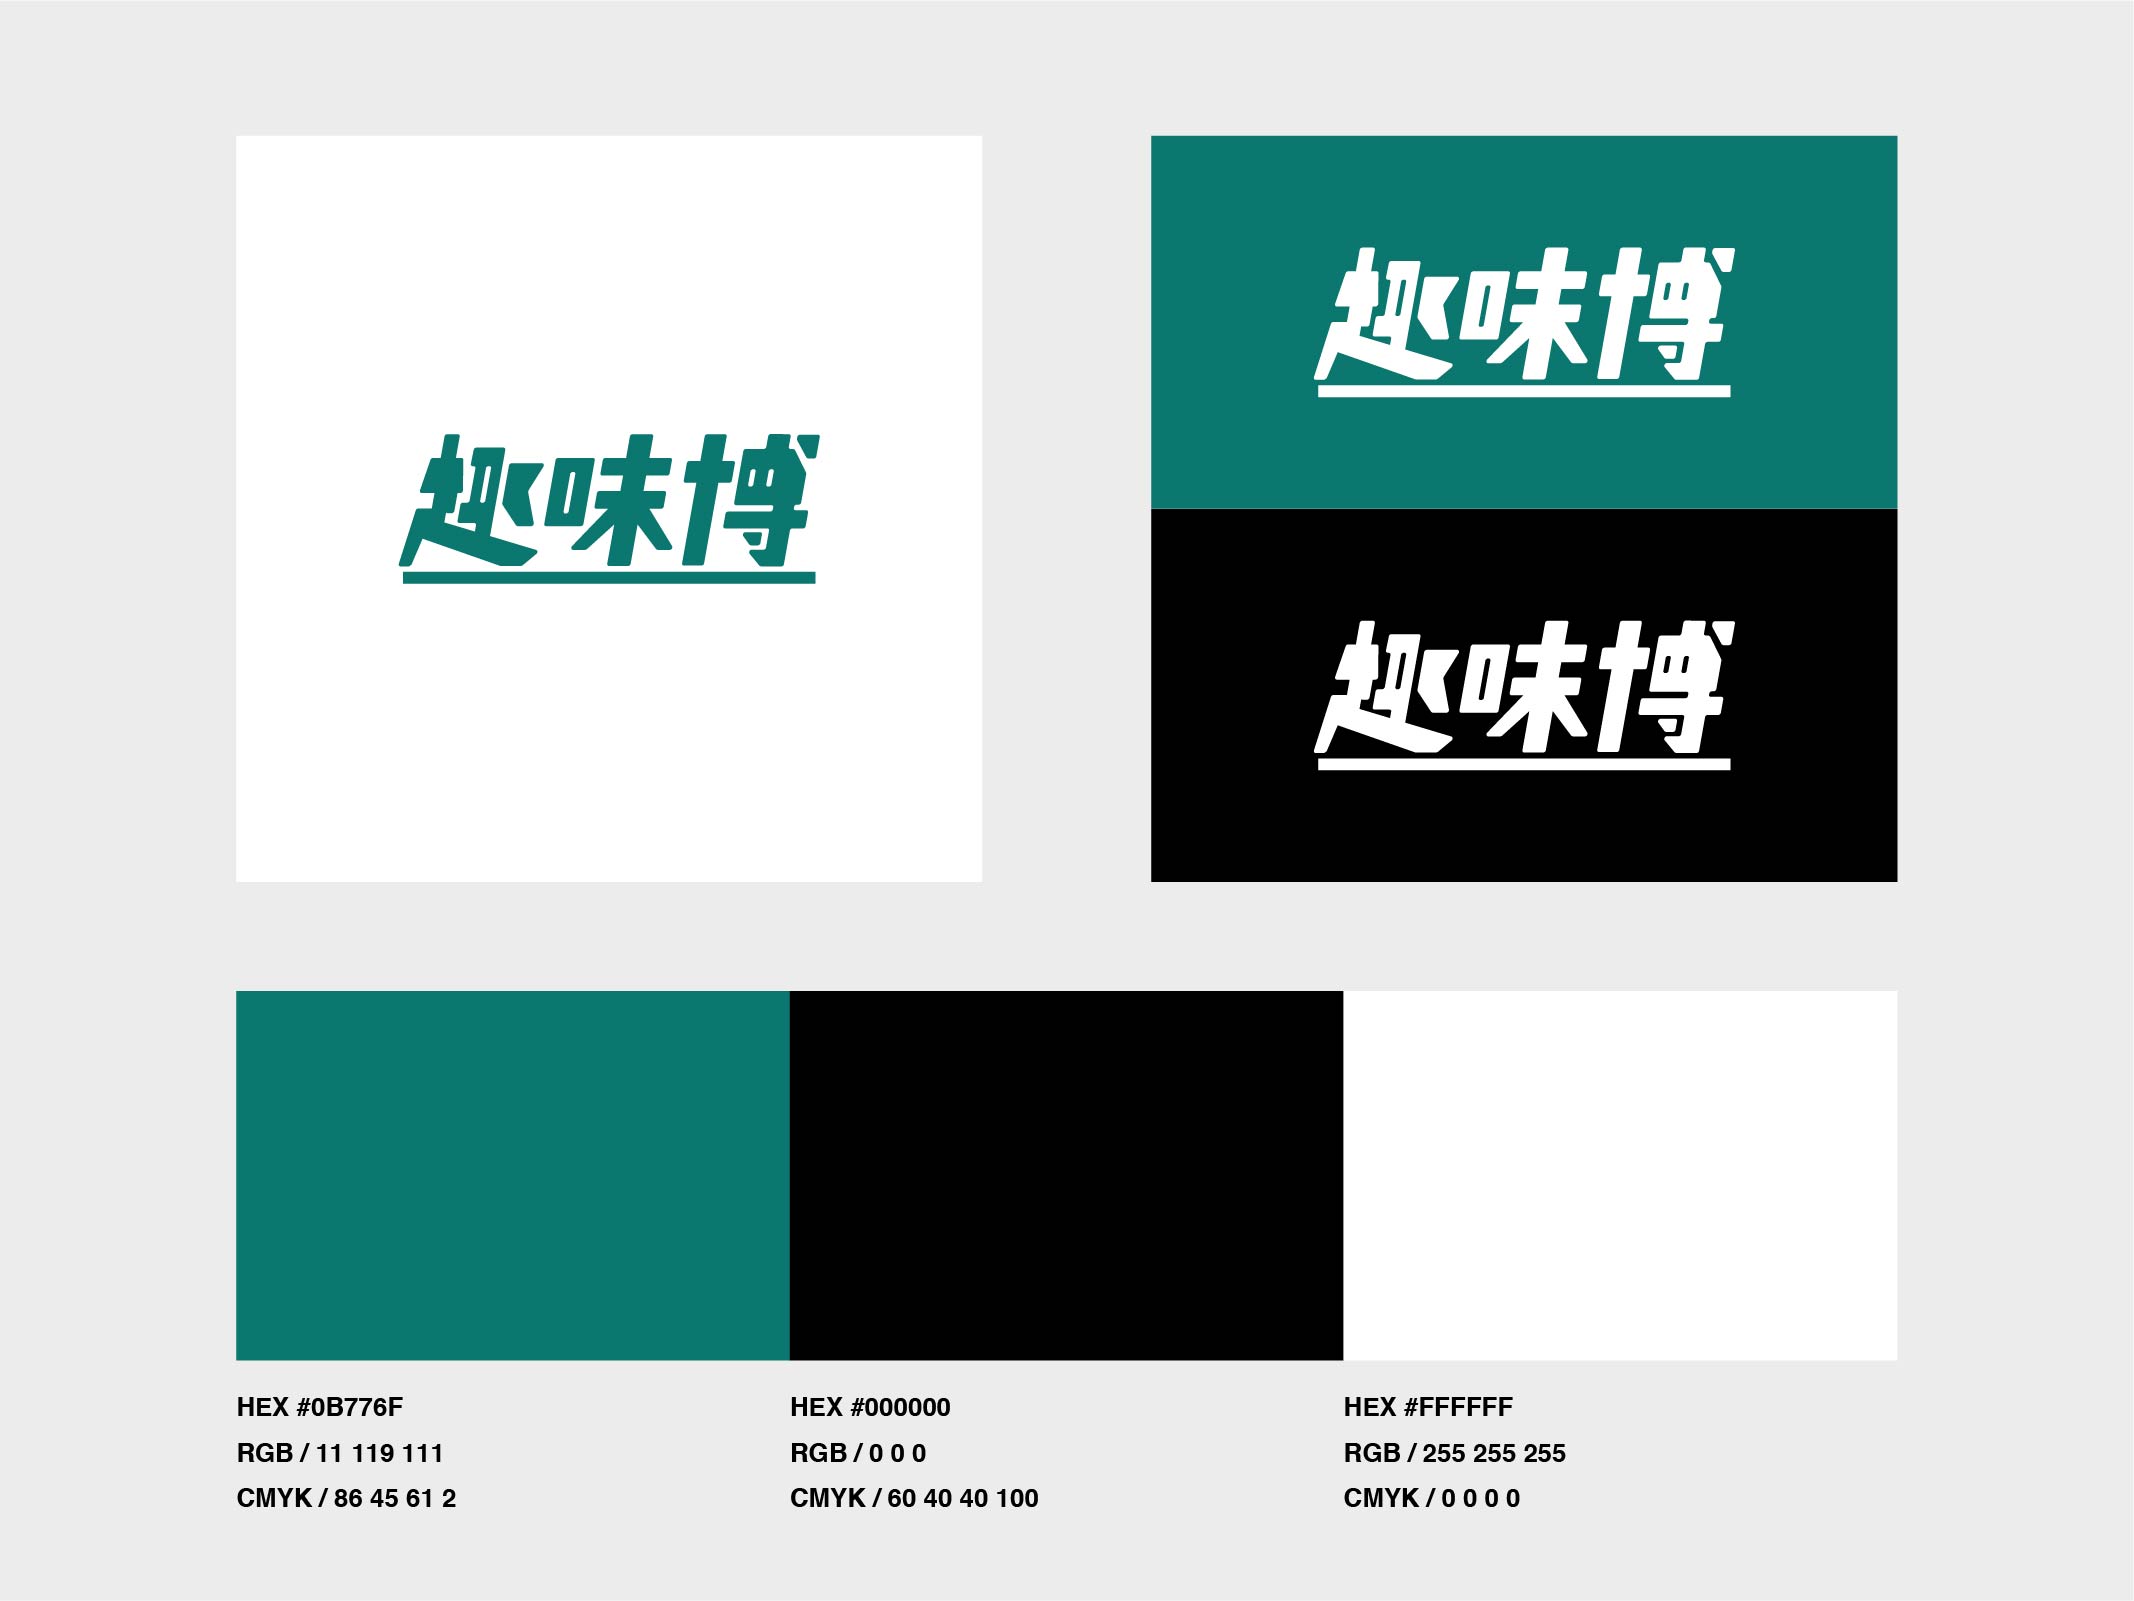 趣味博
趣味博
趣味博
HEX #0B776F
RGB / 11 119 111
CMYK / 86 45 61 2
HEX #000000
RGB / 0 0 0
CMYK / 60 40 40 100
HEX #FFFFFF
RGB / 255 255 255
CMYK / 0 0 0 0